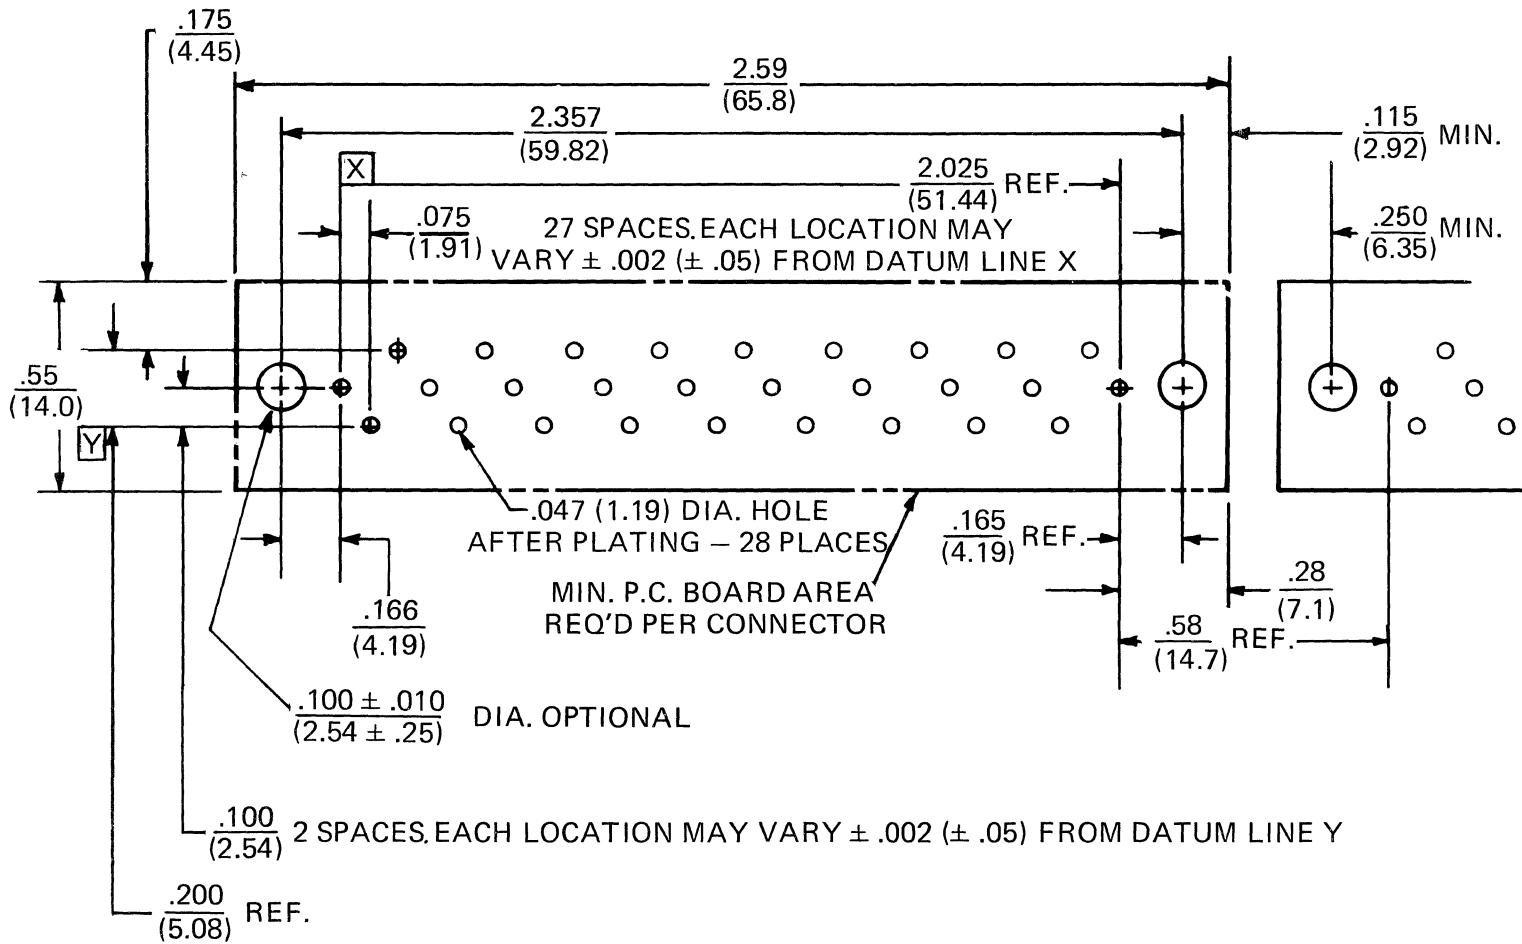 .175
(4.45)
2.59
(65.8)
2.357
(59.82)
.115 MIN.
(2.92)
X
2.025 REF.
(51.44)
.075
(1.91)
27 SPACES, EACH LOCATION MAY
VARY ± .002 (± .05) FROM DATUM LINE X
.250 MIN.
(6.35)
.55
(14.0)
Y
.047 (1.19) DIA. HOLE
AFTER PLATING – 28 PLACES
.165 REF.
(4.19)
MIN. P.C. BOARD AREA
REQ'D PER CONNECTOR
.28
(7.1)
.166
(4.19)
.58 REF.
(14.7)
.100 ± .010 DIA. OPTIONAL
(2.54 ± .25)
.100 2 SPACES, EACH LOCATION MAY VARY ± .002 (± .05) FROM DATUM LINE Y
(2.54)
.200 REF.
(5.08)